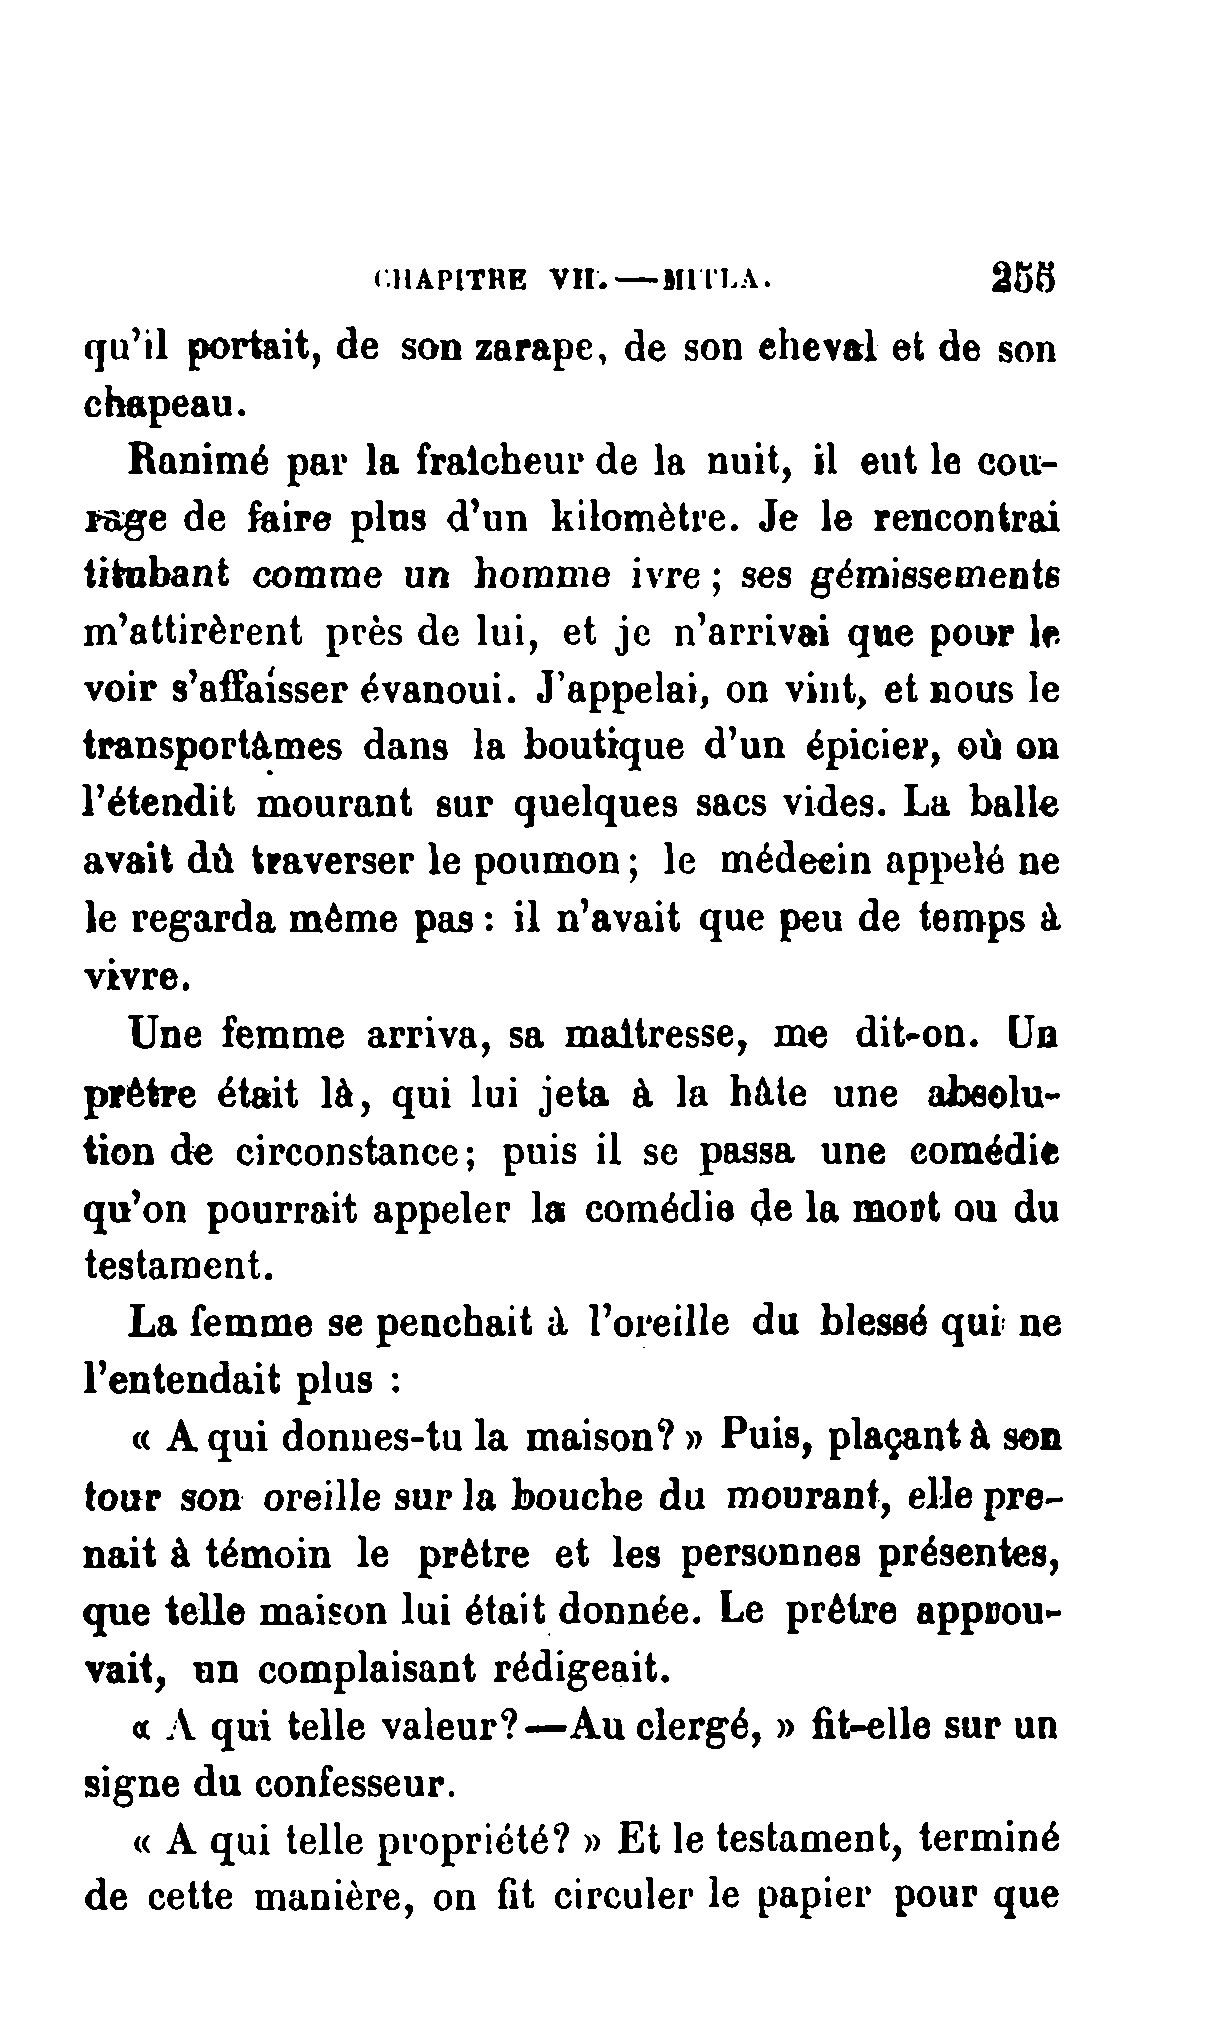 CHAPITRE VII.—MITLA. 255
qu'il portait, de son zarape, de son cheval et de son
chapeau.
Ranimé par la fraîcheur de la nuit, il eut le cou-
rage de faire plus d'un kilomètre. Je le rencontrai
titubant comme un homme ivre ; ses gémissements
m'attirèrent près de lui, et je n'arrivai que pour le
voir s'affaisser évanoui. J'appelai, on vint, et nous le
transportâmes dans la boutique d'un épicier, où on
l'étendit mourant sur quelques sacs vides. La balle
avait dû traverser le poumon ; le médecin appelé ne
le regarda même pas : il n'avait que peu de temps à
vivre.
Une femme arriva, sa maîtresse, me dit-on. Un
prêtre était là, qui lui jeta à la hâte une absolu-
tion de circonstance ; puis il se passa une comédie
qu'on pourrait appeler la comédie de la mort ou du
testament.
La femme se penchait à l'oreille du blessé qui ne
l'entendait plus :
« A qui donnes-tu la maison? » Puis, plaçant à son
tour son oreille sur la bouche du mourant, elle pre-
nait à témoin le prêtre et les personnes présentes,
que telle maison lui était donnée. Le prêtre approu-
vait, un complaisant rédigeait.
« A qui telle valeur?—Au clergé, » fit-elle sur un
signe du confesseur.
« A qui telle propriété? » Et le testament, terminé
de cette manière, on fit circuler le papier pour que